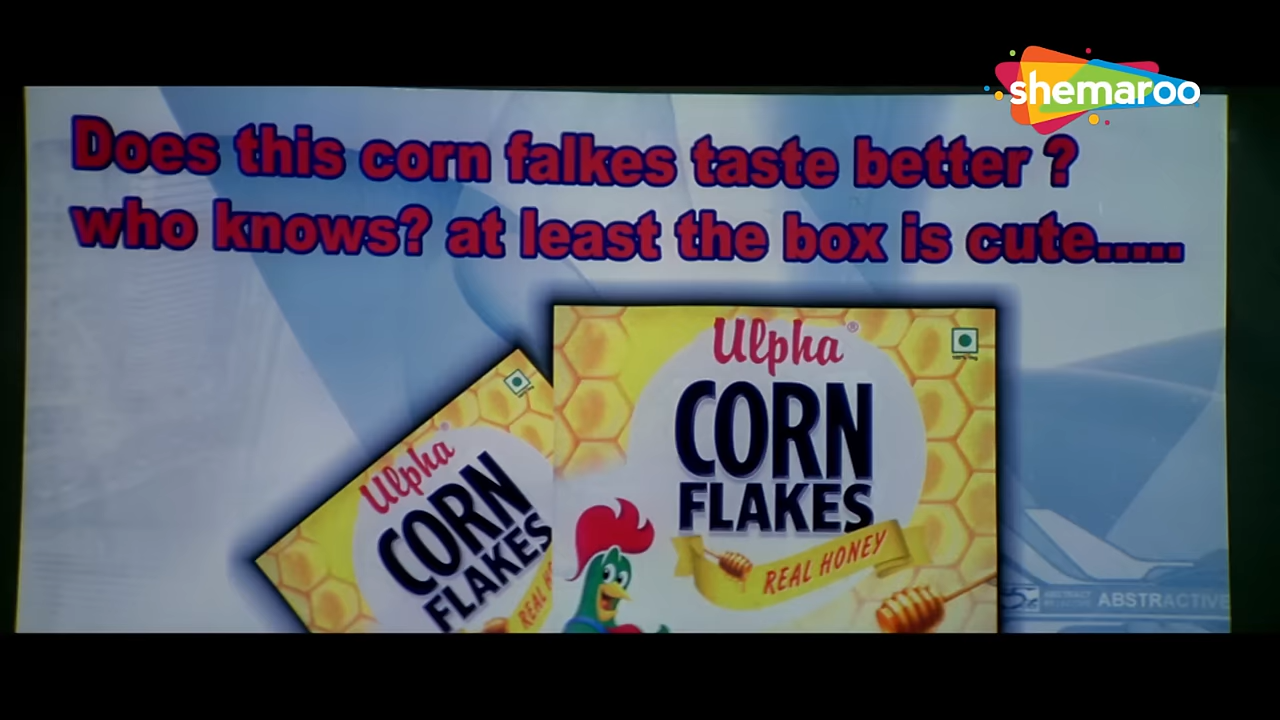 shemaroo
Does this corn falkes taste better ?
who knows? at least the box is cute.....
Ulpha®
CORN
FLAKES
REAL HONEY
Ulpha
CORN
FLAKES
REAL
ABSTRACTIVE